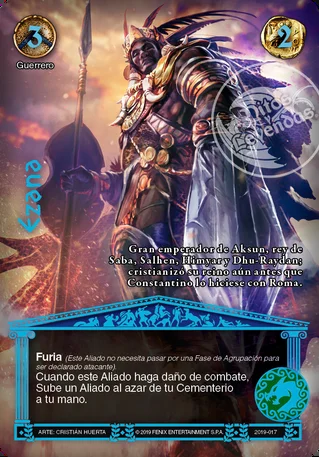 3
2
Guerrero
Mitos y
Leyendas
Ezana
Gran emperador de Aksun, rey de
Saba, Salhen, Himyar y Dhu-Raydan;
cristianizó su reino aún antes que
Constantino lo hiciese con Roma.
Furia (Este Aliado no necesita pasar por una Fase de Agrupación para
ser declarado atacante).
Cuando este Aliado haga daño de combate,
Sube un Aliado al azar de tu Cementerio
a tu mano.
ARTE: CRISTIÁN HUERTA
© 2019 FENIX ENTERTAINMENT S.P.A.
2019-017